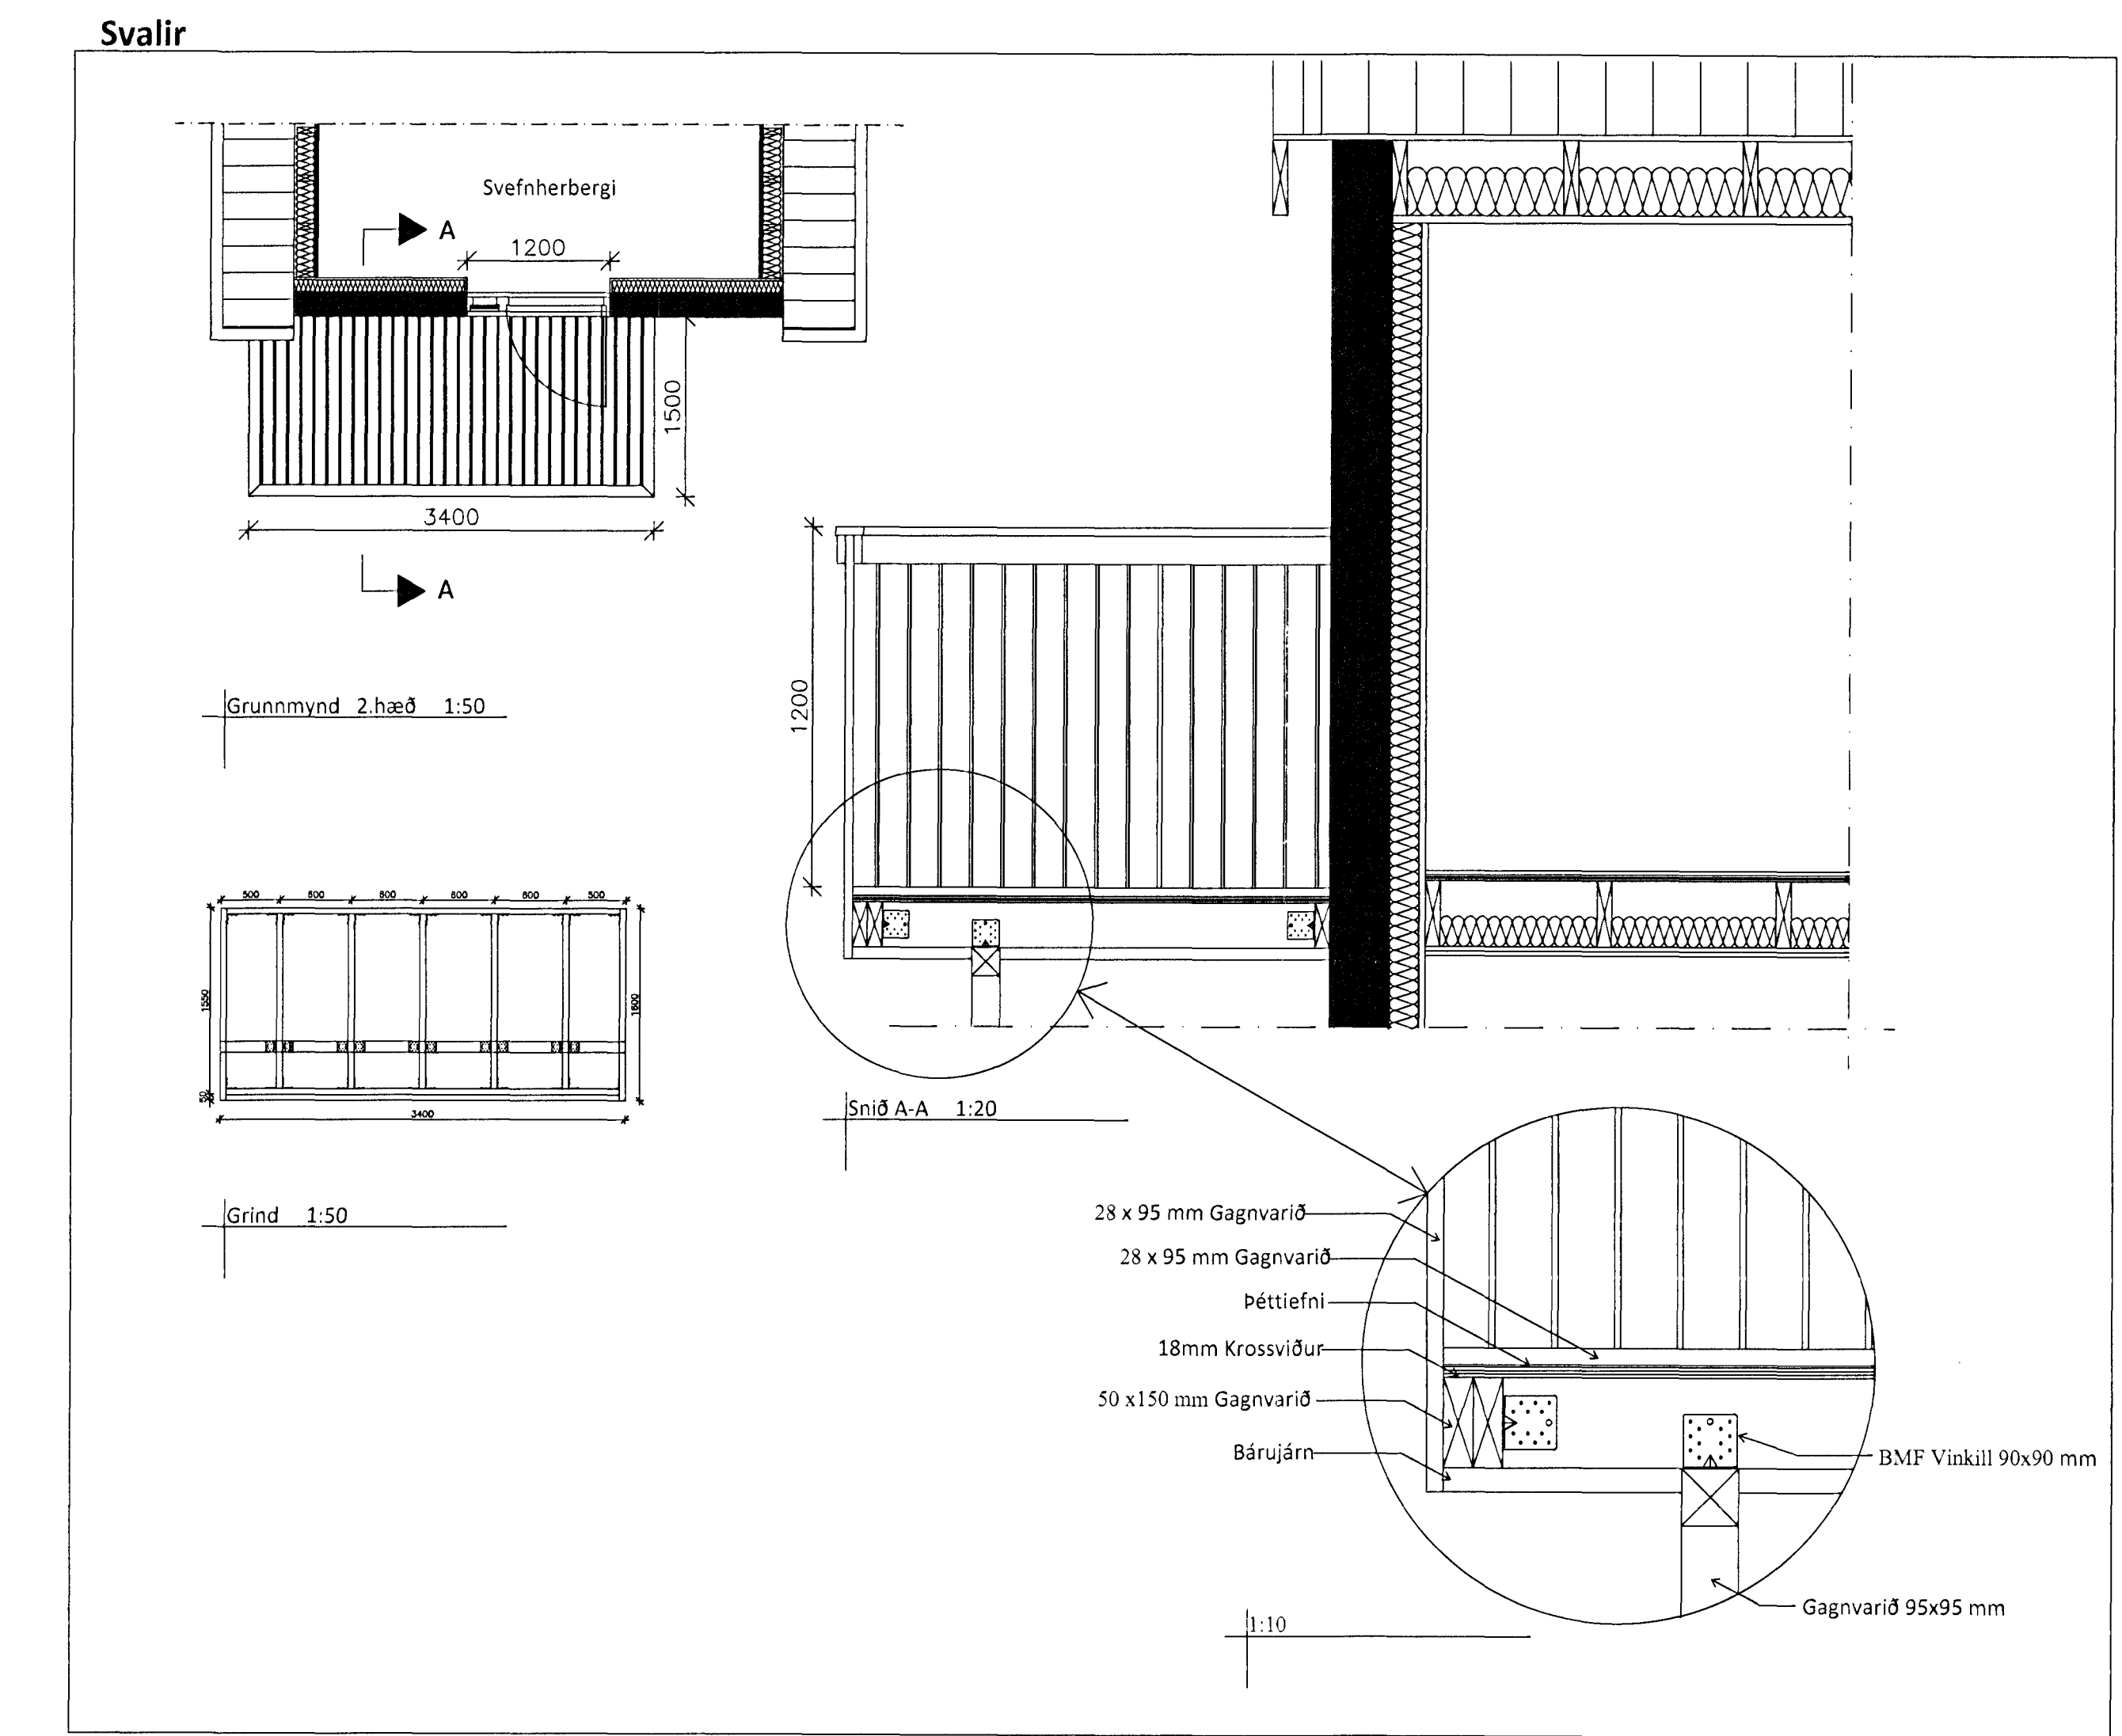 Svalir
Svefnherbergi
A
1200
1500
3400
A
Grunnmynd 2.hæð 1:50
500 600 600 600 600 500
1550
1600
50
3400
Grind 1:50
1200
Snið A-A 1:20
28 x 95 mm Gagnvarið
28 x 95 mm Gagnvarið
Þéttiefni
18mm Krossviður
50 x150 mm Gagnvarið
Bárujárn
BMF Vinkill 90x90 mm
Gagnvarið 95x95 mm
1:10